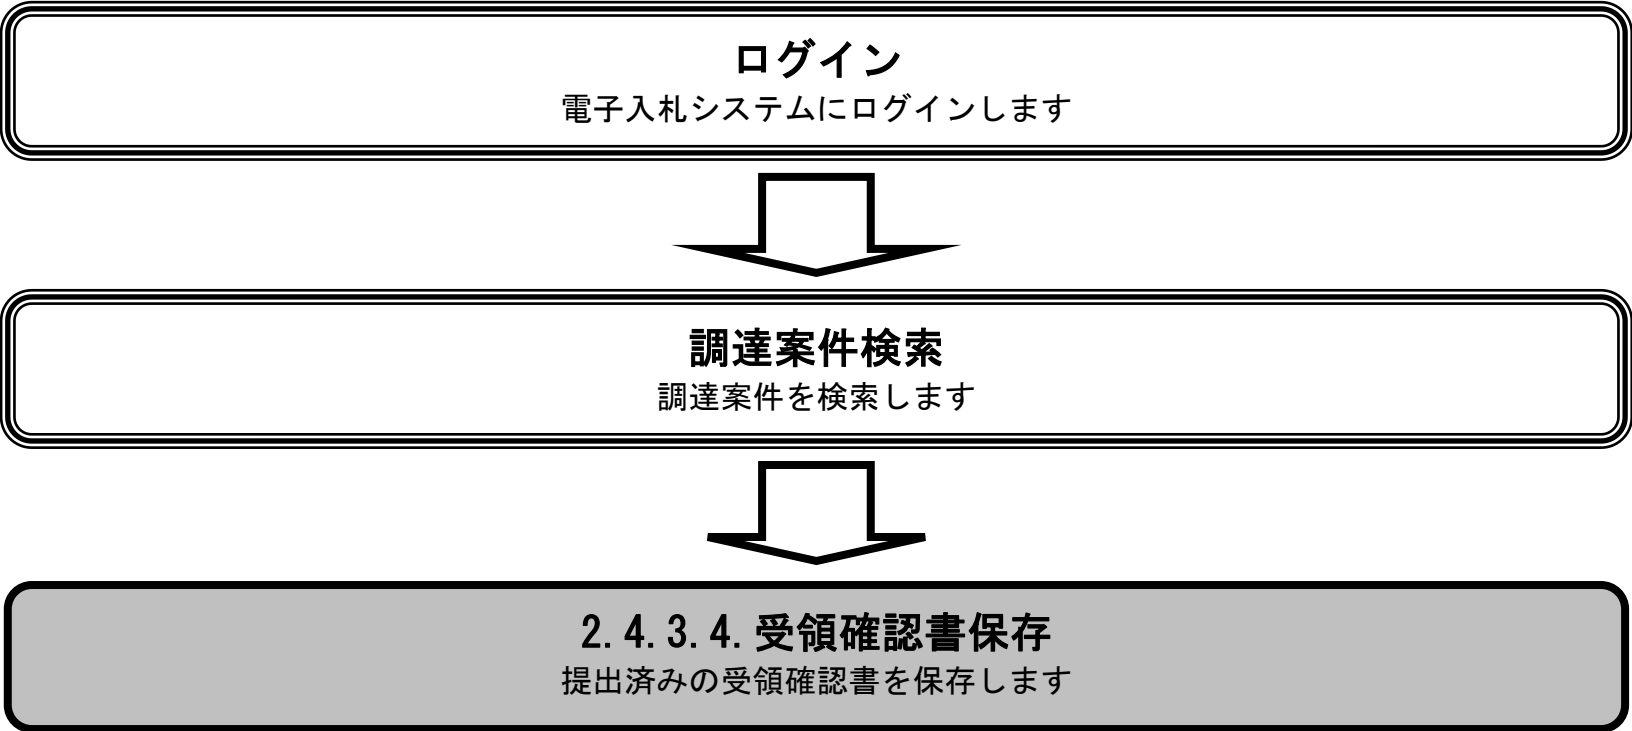 ログイン
電子入札システムにログインします
調達案件検索
調達案件を検索します
2.4.3.4.受領確認書保存
提出済みの受領確認書を保存します